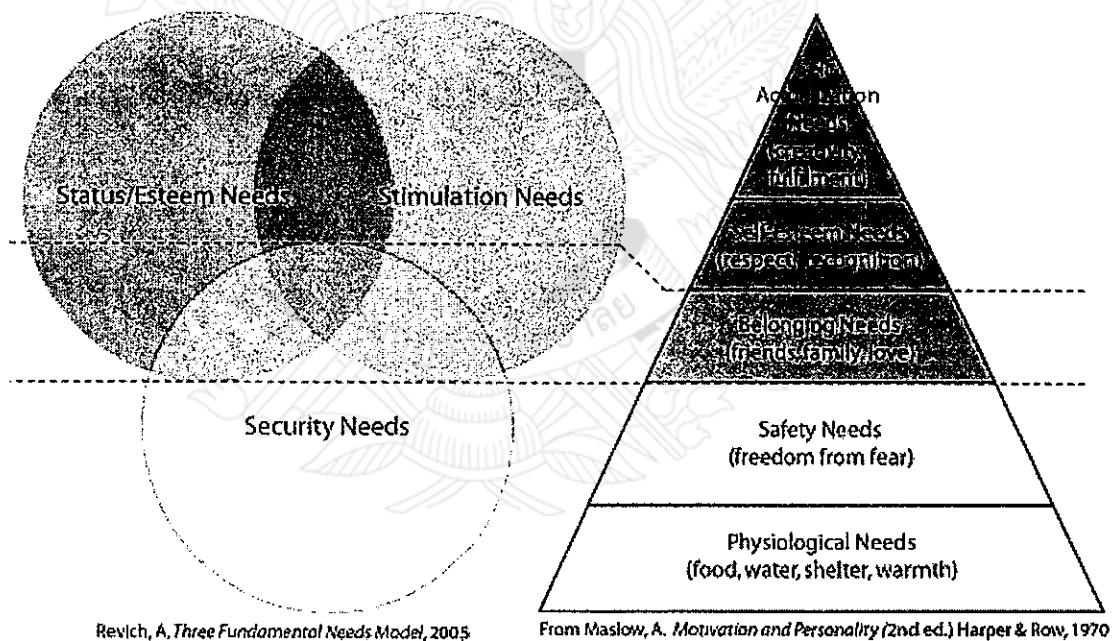 Status/Esteem Needs
Stimulation Needs
Security Needs
Revich, A, Three Fundamental Needs Model, 2005
Actualization
Needs
(creativity,
fulfilment)
Self-Esteem Needs
(respect, recognition)
Belonging Needs
(friends, family, love)
Safety Needs
(freedom from fear)
Physiological Needs
(food, water, shelter, warmth)
From Maslow, A. Motivation and Personality (2nd ed.) Harper & Row, 1970